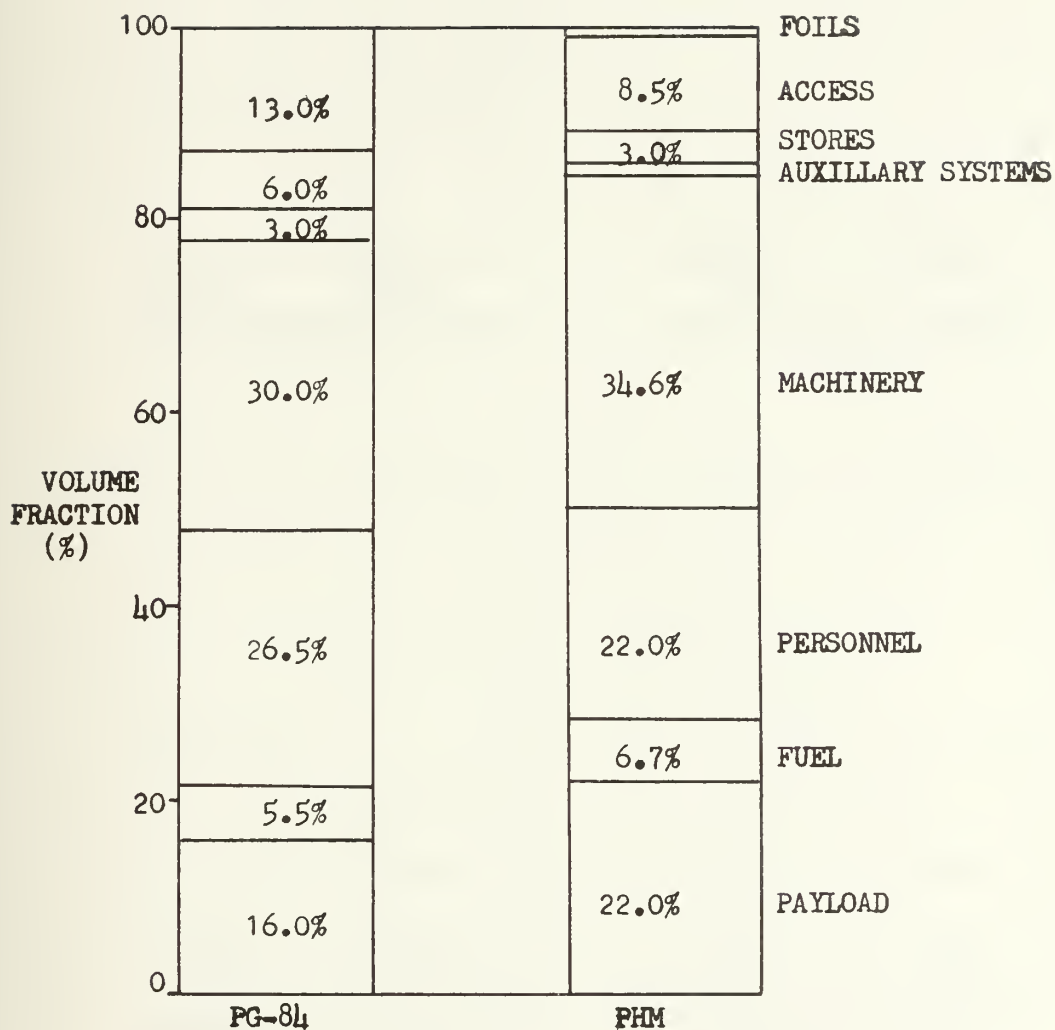 100
FOILS
13.0%
8.5%
ACCESS
STORES
3.0%
AUXILLARY SYSTEMS
6.0%
80
3.0%
30.0%
34.6%
MACHINERY
60
VOLUME
FRACTION
(%)
40
26.5%
22.0%
PERSONNEL
6.7%
FUEL
20
5.5%
16.0%
22.0%
PAYLOAD
0
PG-84
PHM